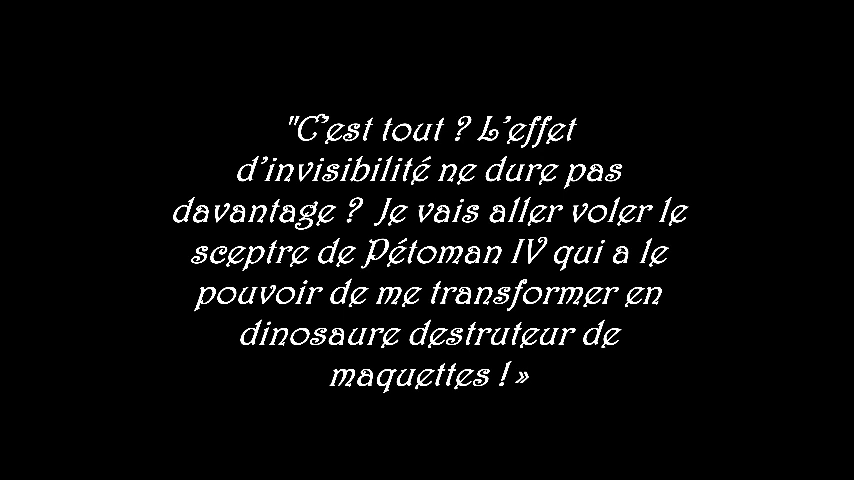 "C'est tout ? L'effet
d'invisibilité ne dure pas
davantage ? Je vais aller voler le
sceptre de Pétoman IV qui a le
pouvoir de me transformer en
dinosaure destruteur de
maquettes ! »